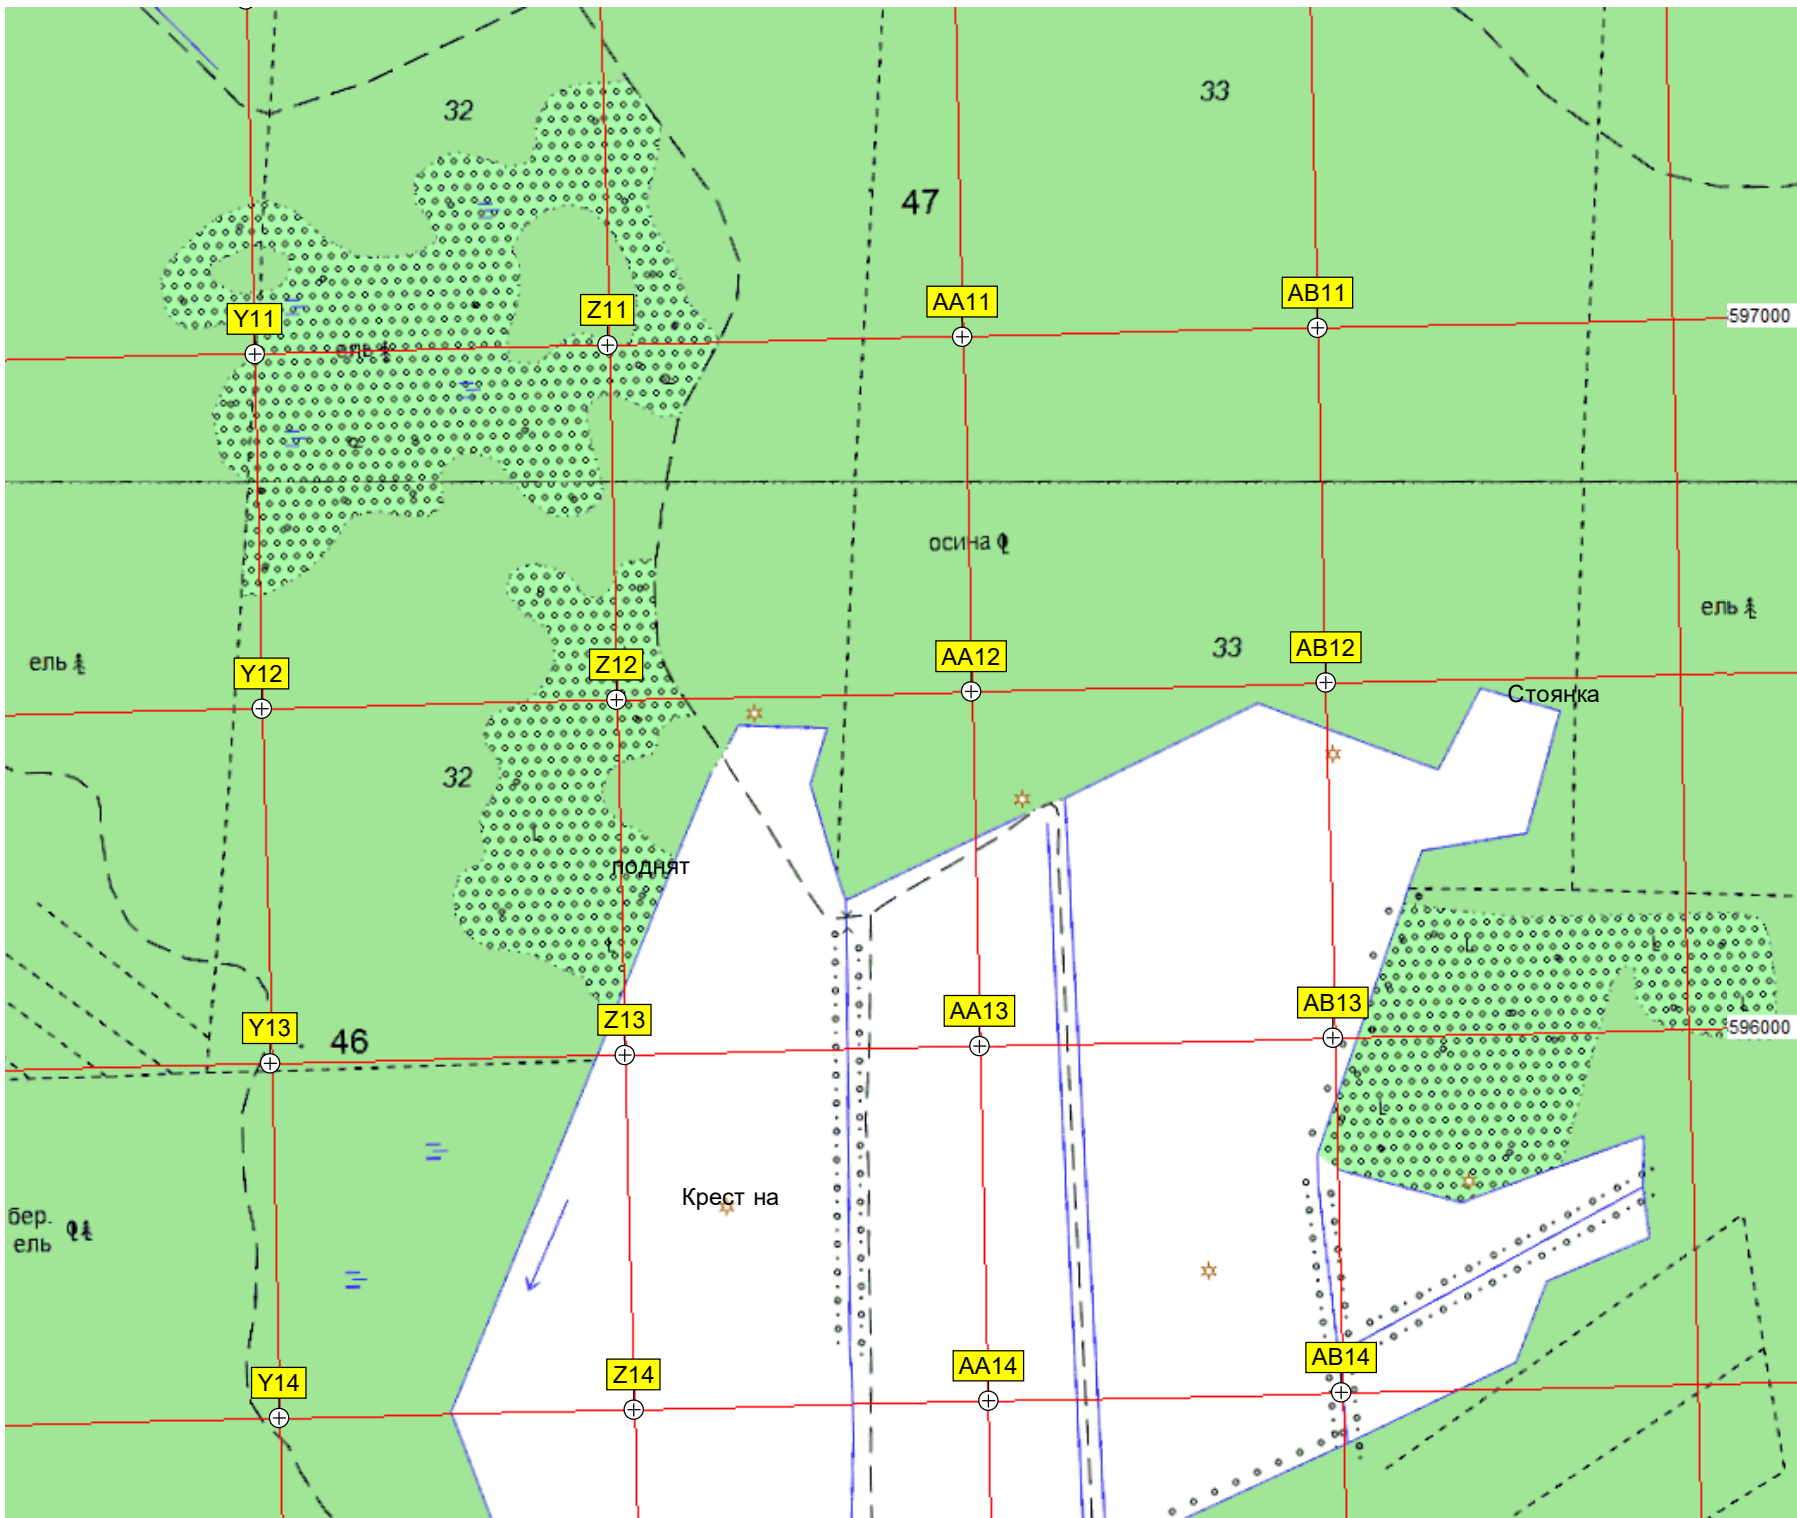 32
33
47
Y11
Z11
AA11
AB11
597000
ель
осина
ель
ель
Y12
Z12
AA12
33
AB12
Стоянка
32
поднят
Y13
46
Z13
AA13
AB13
596000
Крест на
бер.
ель
Y14
Z14
AA14
AB14